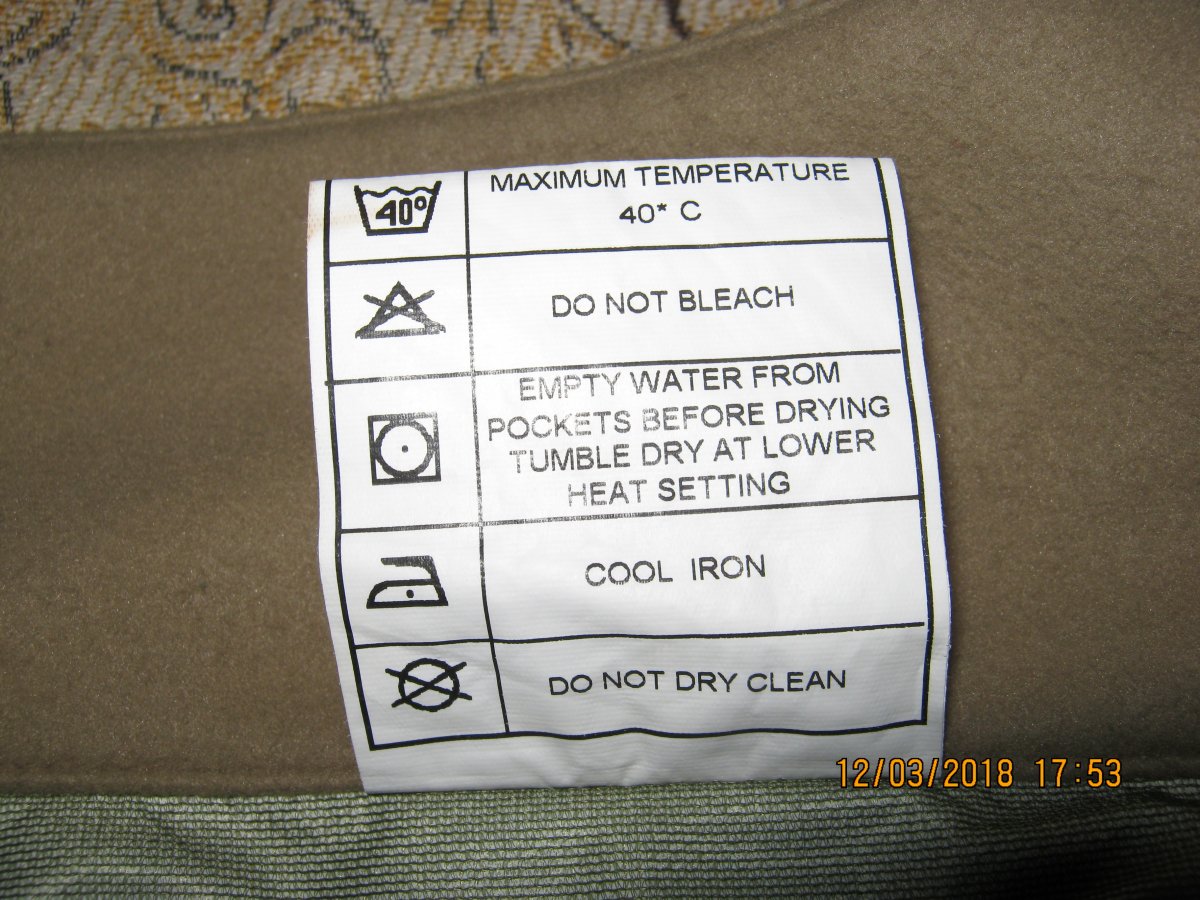 40°
MAXIMUM TEMPERATURE
40* C
DO NOT BLEACH
EMPTY WATER FROM
POCKETS BEFORE DRYING
TUMBLE DRY AT LOWER
HEAT SETTING
COOL IRON
DO NOT DRY CLEAN
12/03/2018 17:53